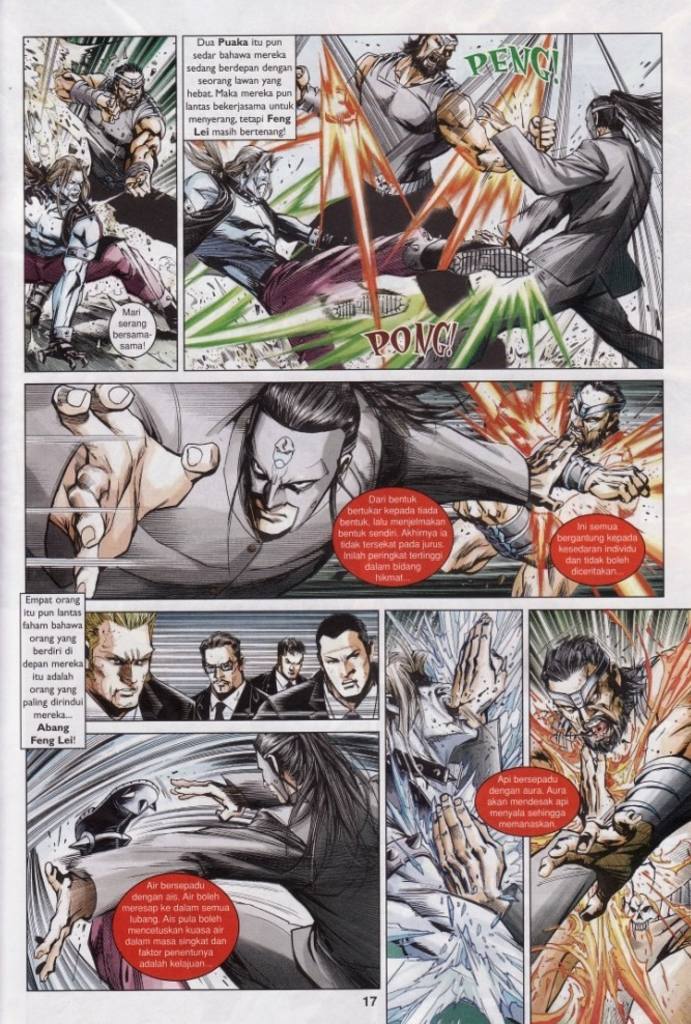 Mari
serang
bersama-
sama!
Dua Puaka itu pun
sedar bahawa mereka
sedang berdepan dengan
seorang lawan yang
hebat. Maka mereka pun
lantas bekerjasama untuk
menyerang, tetapi Feng
Lei masih bertenang!
PENG!
PONG!
Dari bentuk
bertukar kepada tiada
bentuk, lalu menjelmakan
bentuk sendiri. Akhirnya ia
tidak tersekat pada jurus.
Inilah peringkat tertinggi
dalam bidang
hikmat...
Ini semua
bergantung kepada
kesedaran individu
dan tidak boleh
diceritakan...
Empat orang
itu pun lantas
faham bahawa
orang yang
berdiri di
depan mereka
itu adalah
orang yang
paling dirindui
mereka...
Abang
Feng Lei!
Air bersepadu
dengan ais. Air boleh
meresap ke dalam semua
lubang. Ais pula boleh
mencetuskan kuasa air
dalam masa singkat dan
faktor penentunya
adalah kelajuan...
Api bersepadu
dengan aura. Aura
akan mendesak api
menyala sehingga
memanaskan.
17